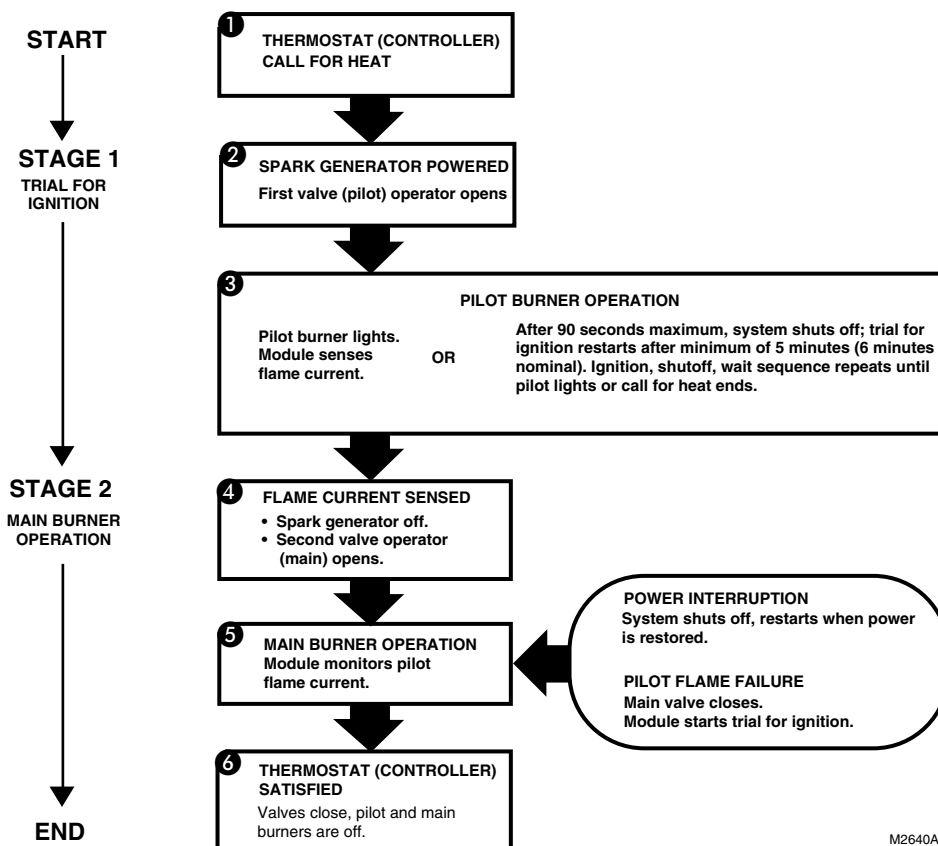 START
1
THERMOSTAT (CONTROLLER)
CALL FOR HEAT
STAGE 1
TRIAL FOR
IGNITION
2
SPARK GENERATOR POWERED
First valve (pilot) operator opens
3
PILOT BURNER OPERATION
Pilot burner lights.
Module senses
flame current.
OR
After 90 seconds maximum, system shuts off; trial for
ignition restarts after minimum of 5 minutes (6 minutes
nominal). Ignition, shutoff, wait sequence repeats until
pilot lights or call for heat ends.
STAGE 2
MAIN BURNER
OPERATION
4
FLAME CURRENT SENSED
• Spark generator off.
• Second valve operator
(main) opens.
5
MAIN BURNER OPERATION
Module monitors pilot
flame current.
POWER INTERRUPTION
System shuts off, restarts when power
is restored.
PILOT FLAME FAILURE
Main valve closes.
Module starts trial for ignition.
6
THERMOSTAT (CONTROLLER)
SATISFIED
Valves close, pilot and main
burners are off.
END
M2640A